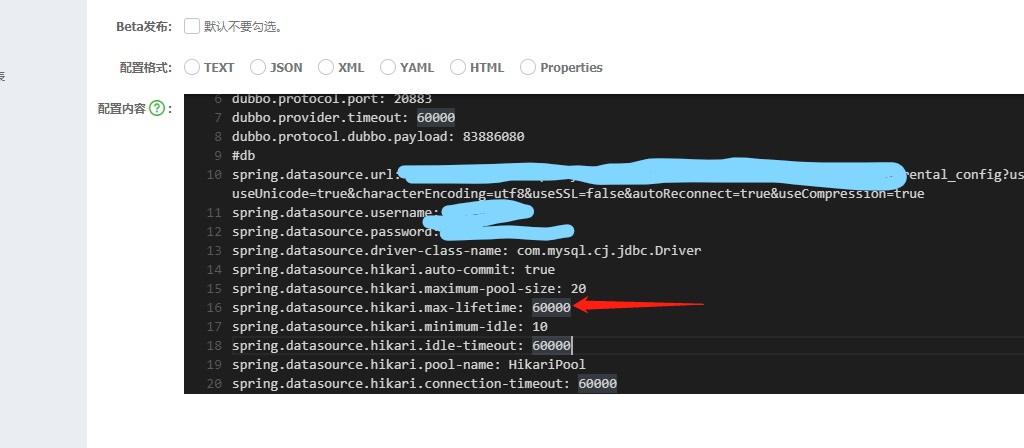 Beta发布: 默认不要勾选。
表
配置格式: TEXT JSON XML YAML HTML Properties
配置内容 ? :
6 dubbo.protocol.port: 20883
7 dubbo.provider.timeout: 60000
8 dubbo.protocol.dubbo.payload: 83886080
9 #db
10 spring.datasource.url: rental_config?us
useUnicode=true&characterEncoding=utf8&useSSL=false&autoReconnect=true&useCompression=true
11 spring.datasource.username:
12 spring.datasource.password:
13 spring.datasource.driver-class-name: com.mysql.cj.jdbc.Driver
14 spring.datasource.hikari.auto-commit: true
15 spring.datasource.hikari.maximum-pool-size: 20
16 spring.datasource.hikari.max-lifetime: 60000
17 spring.datasource.hikari.minimum-idle: 10
18 spring.datasource.hikari.idle-timeout: 60000
19 spring.datasource.hikari.pool-name: HikariPool
20 spring.datasource.hikari.connection-timeout: 60000